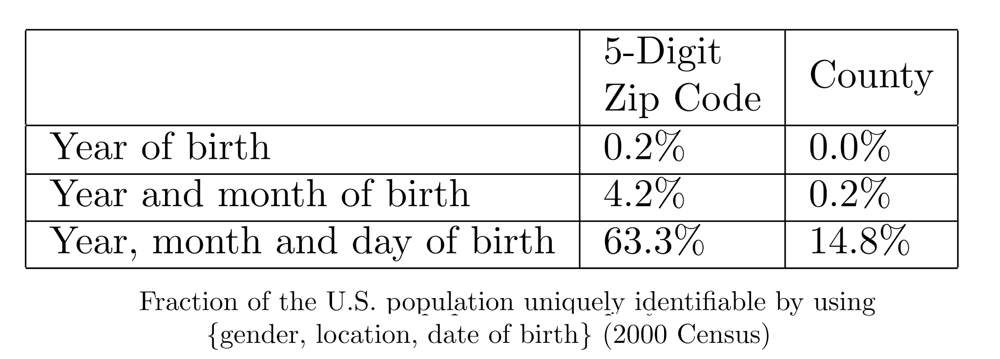 5-Digit
Zip Code
County
Year of birth 0.2% 0.0%
Year and month of birth 4.2% 0.2%
Year, month and day of birth 63.3% 14.8%
Fraction of the U.S. population uniquely identifiable by using
{gender, location, date of birth} (2000 Census)